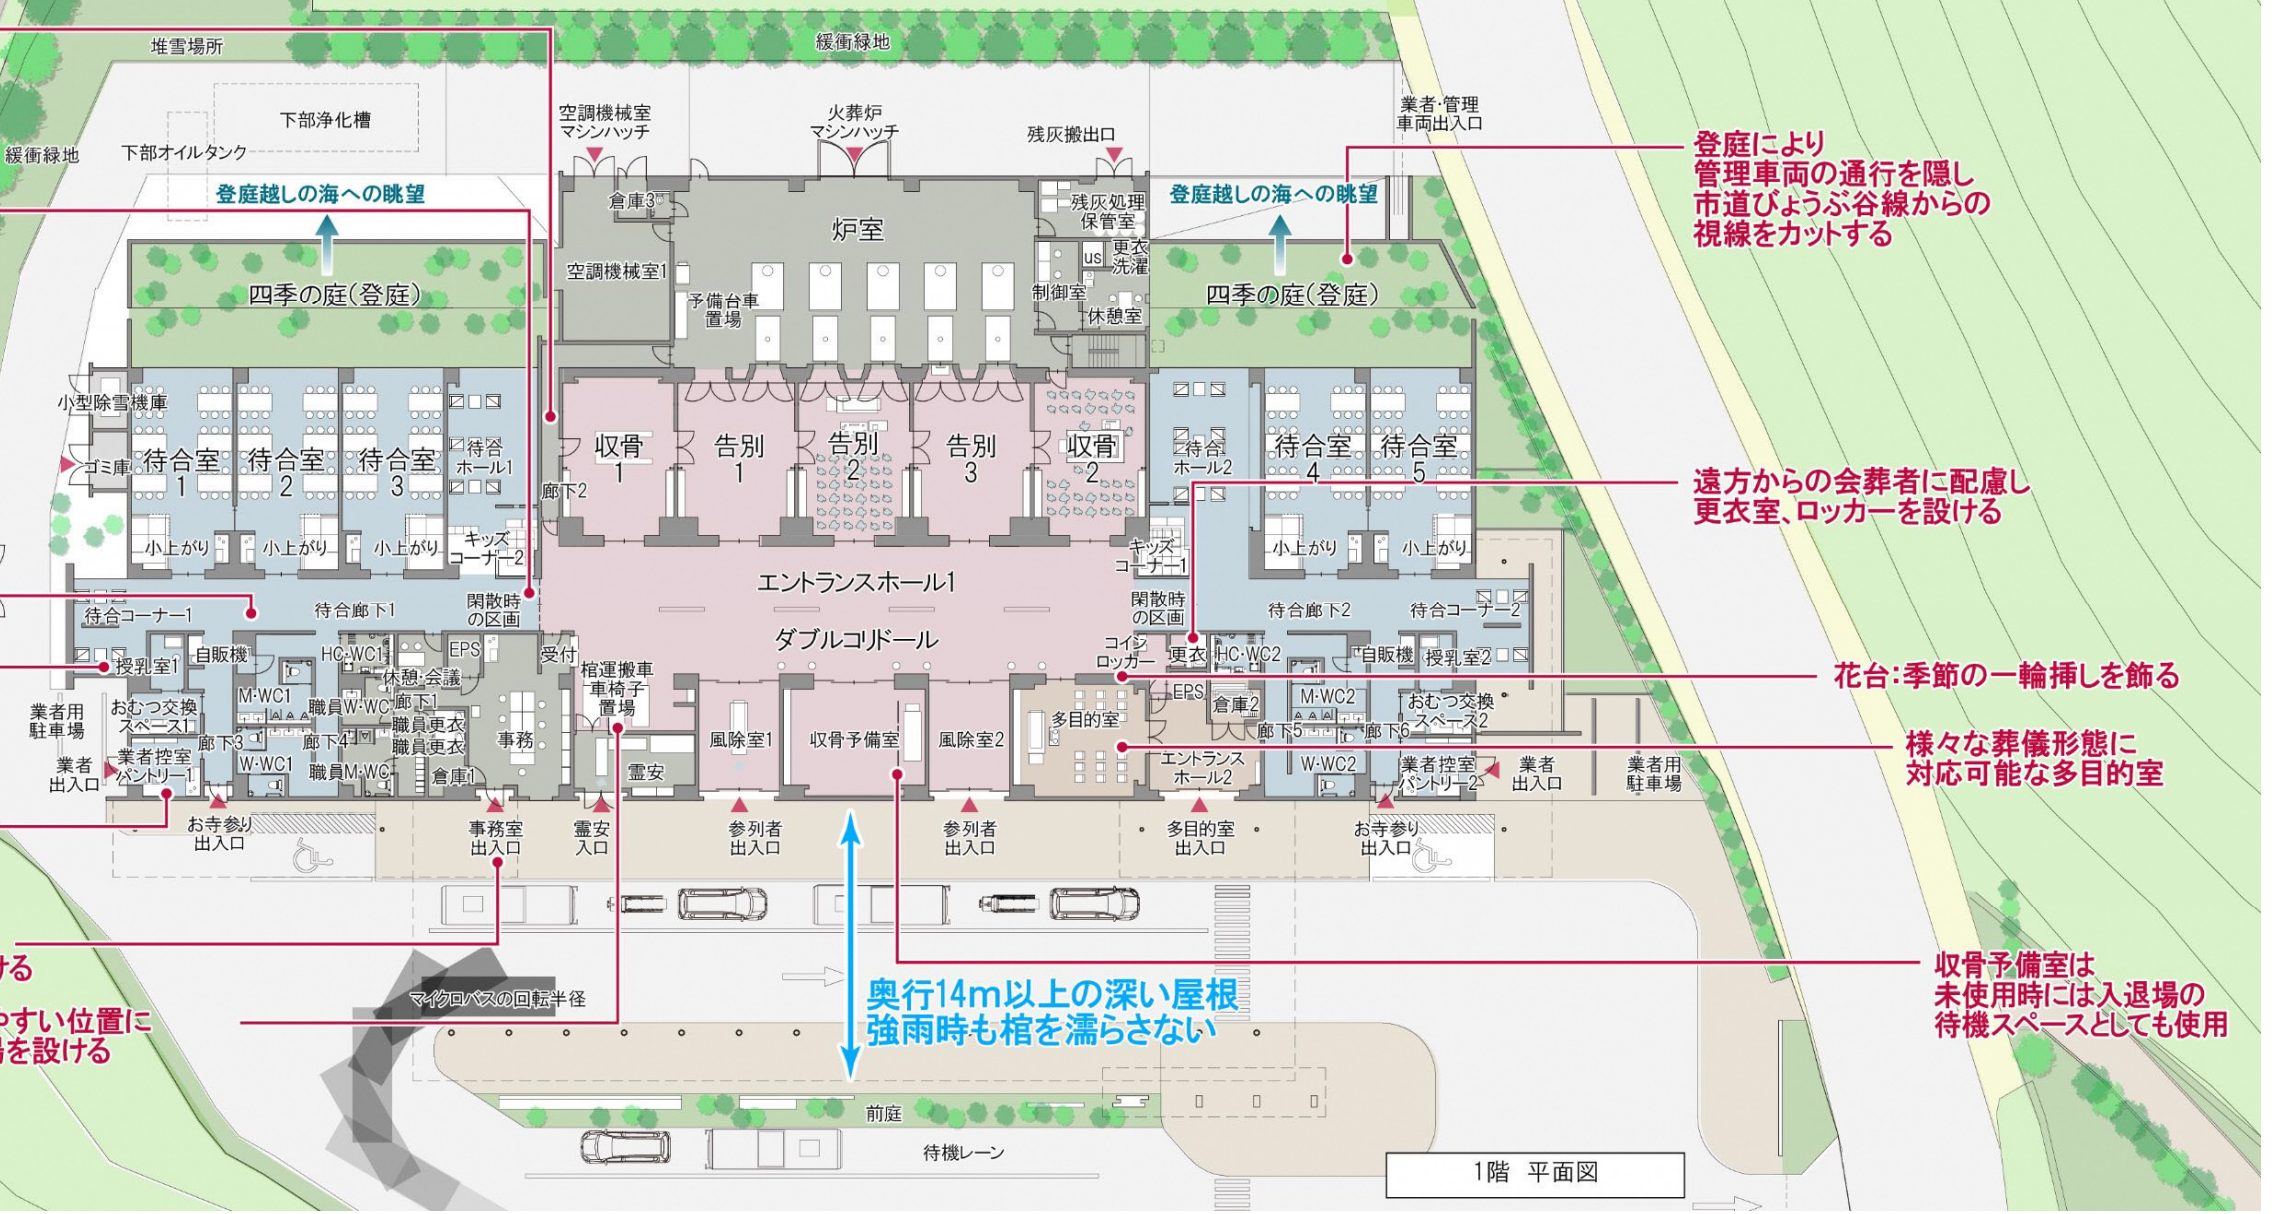 堆雪場所
緩衝緑地
下部浄化槽
下部オイルタンク
緩衝緑地
空調機械室
マシンハッチ
火葬炉
マシンハッチ
残灰搬出口
業者・管理
車両出入口
登庭越しの海への眺望
登庭越しの海への眺望
登庭により
管理車両の通行を隠し
市道びょうぶ谷線からの
視線をカットする
倉庫3
炉室
残灰処理
保管室
更衣
洗濯
us
空調機械室1
予備台車
置場
制御室
休憩室
四季の庭(登庭)
四季の庭(登庭)
小型除雪機庫
ゴミ庫
待合室
1
待合室
2
待合室
3
待合
ホール1
廊下2
収骨
1
告別
1
告別
2
告別
3
収骨
2
待合
ホール2
待合室
4
待合室
5
遠方からの会葬者に配慮し
更衣室、ロッカーを設ける
小上がり
小上がり
小上がり
キッズ
コーナー2
キッズ
コーナー1
小上がり
小上がり
エントランスホール1
待合コーナー1
待合廊下1
閑散時
の区画
閑散時
の区画
待合廊下2
待合コーナー2
ダブルコリドール
授乳室1
自販機
HC・WC1
EPS
受付
休憩・会議
棺運搬車
車椅子
置場
コイン
ロッカー
更衣
HC・WC2
自販機
授乳室2
花台：季節の一輪挿しを飾る
業者用
駐車場
おむつ交換
スペース1
M・WC1
職員W・WC
廊下1
職員更衣
職員更衣
事務
風除室1
収骨予備室
風除室2
多目的室
EPS
倉庫2
M・WC2
おむつ交換
スペース2
様々な葬儀形態に
対応可能な多目的室
業者
出入口
業者控室
パントリー1
廊下3
W・WC1
廊下4
職員M・WC
倉庫1
霊安
エントランス
ホール2
廊下5
W・WC2
廊下6
業者控室
パントリー2
業者
出入口
業者用
駐車場
お寺参り
出入口
事務室
出入口
霊安
入口
参列者
出入口
参列者
出入口
多目的室
出入口
お寺参り
出入口
ける
やすい位置に
場を設ける
マイクロバスの回転半径
奥行14m以上の深い屋根
強雨時も棺を濡らさない
収骨予備室は
未使用時には入退場の
待機スペースとしても使用
前庭
待機レーン
1階 平面図